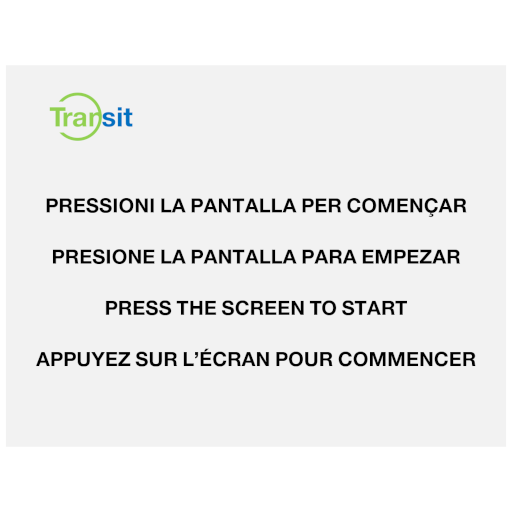 Transit
PRESSIONI LA PANTALLA PER COMENÇAR
PRESIONE LA PANTALLA PARA EMPEZAR
PRESS THE SCREEN TO START
APPUYEZ SUR L’ÉCRAN POUR COMMENCER